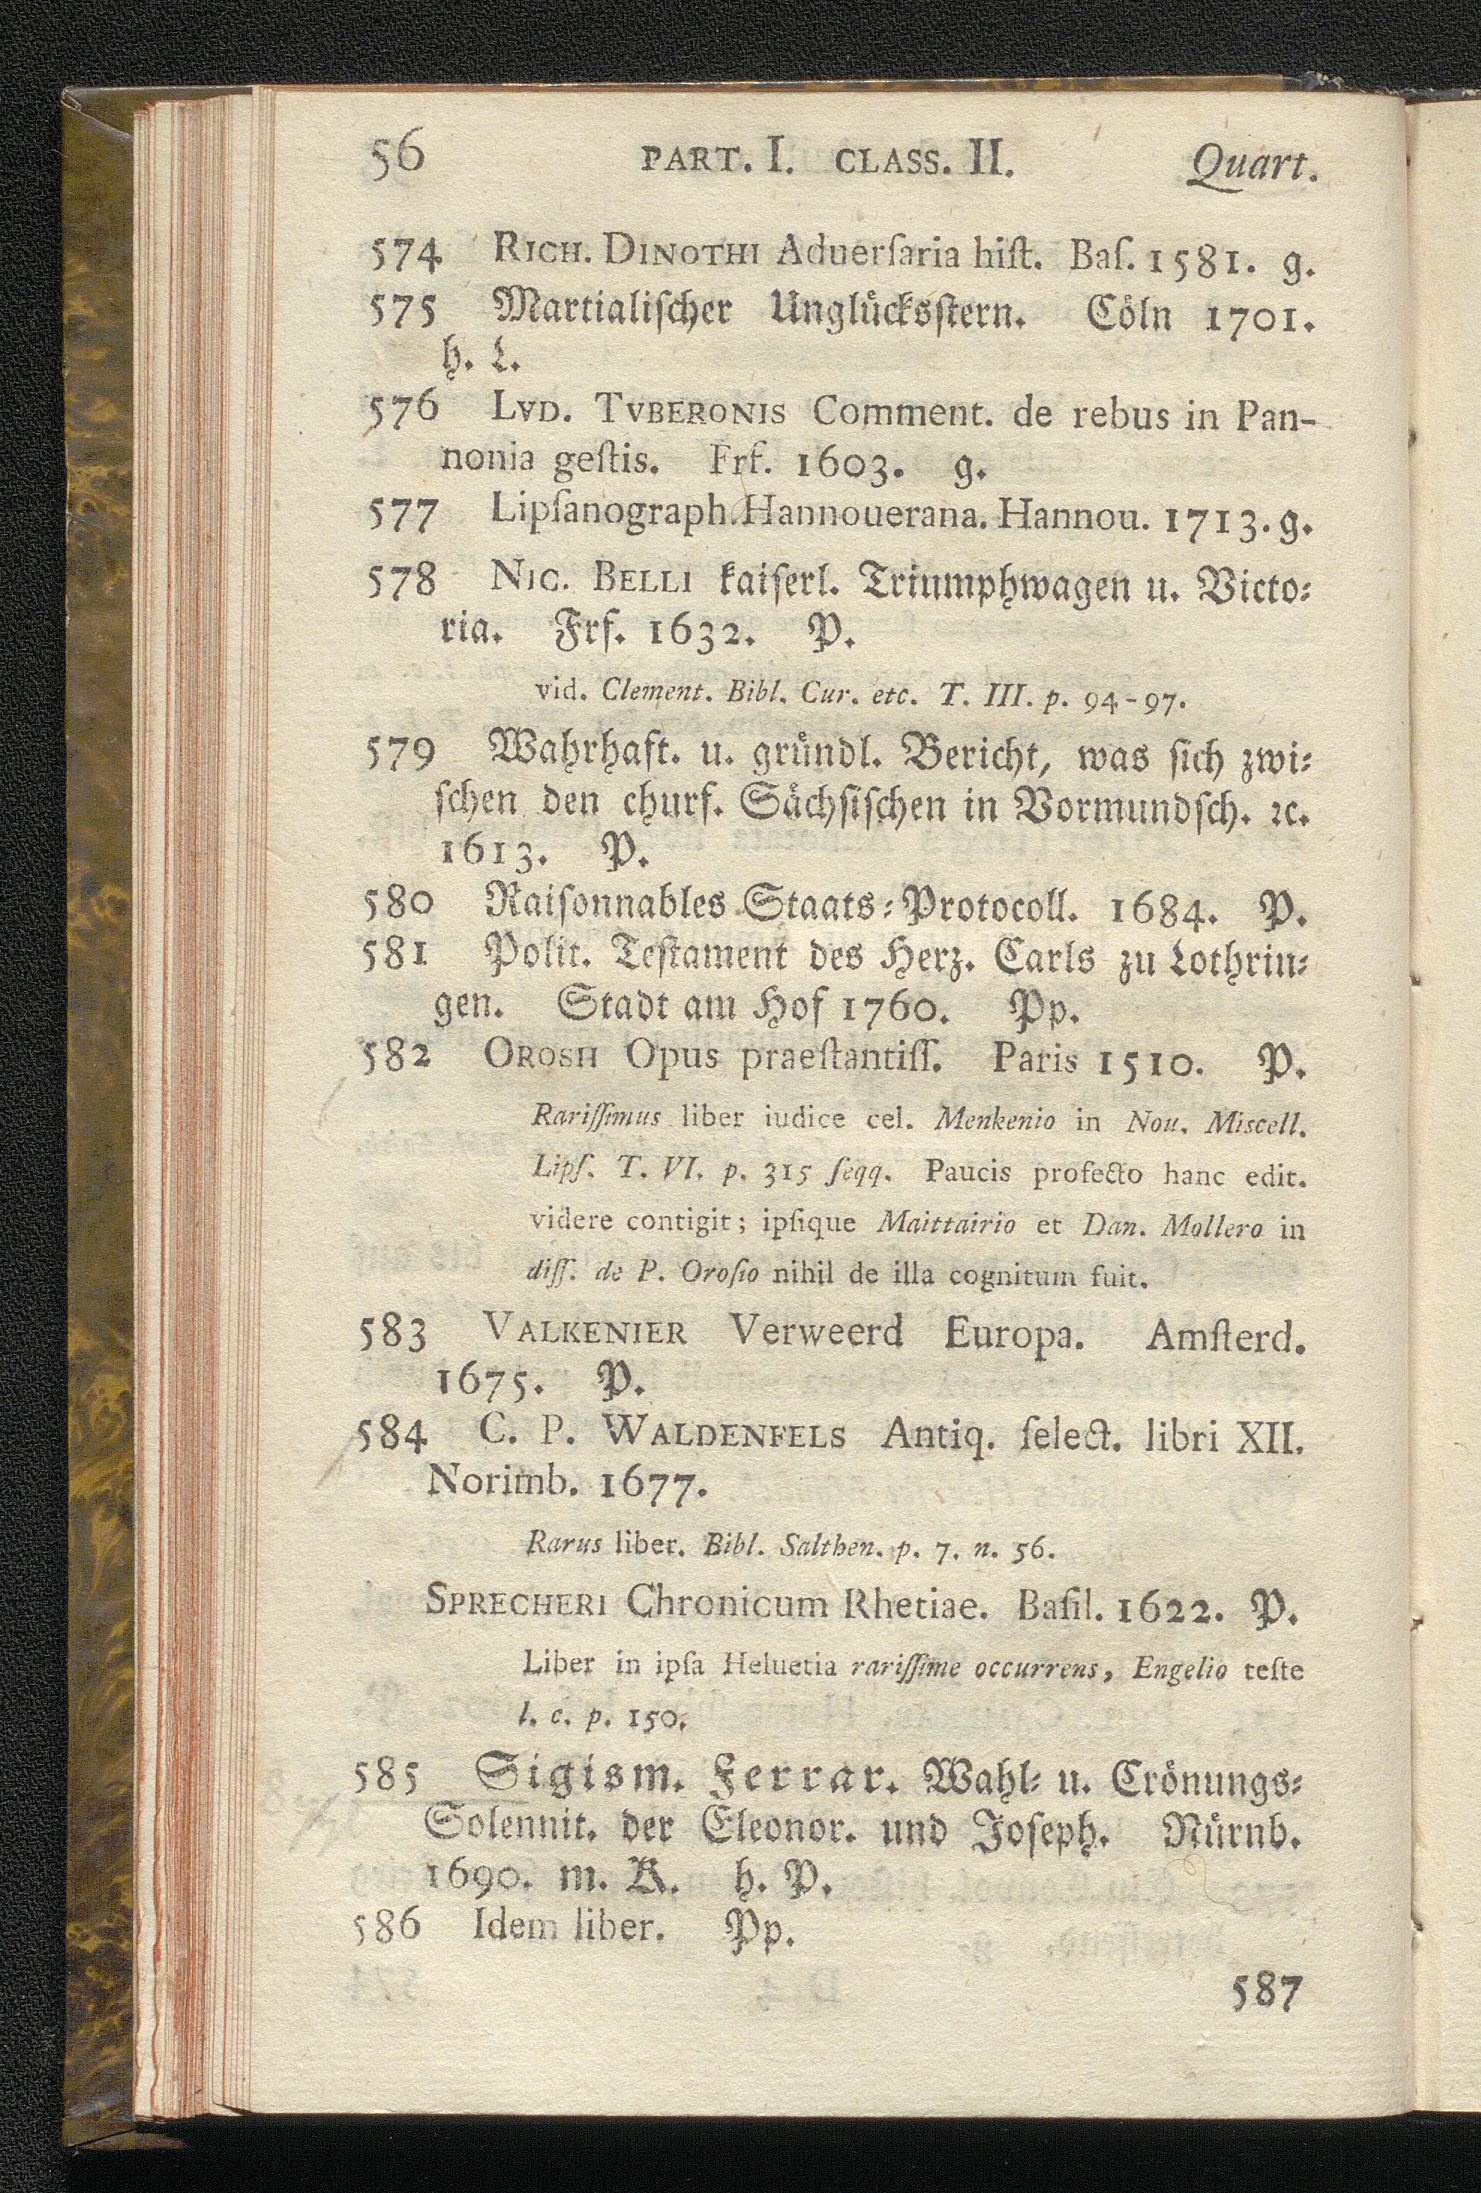 56 PART. I. CLASS. II. Quart.
574 RICH. DINOTHI Aduerſaria hiſt. Baſ. 1581. g.
575 Martialiſcher Unglücksſtern. Cöln 1701.
h. L.
576 LVD. TVBERONIS Comment. de rebus in Pan-
nonia geſtis. Frf. 1603. g.
577 Lipſanograph. Hannouerana. Hannou. 1713. g.
578 NIC. BELLI kaiſerl. Triumphwagen u. Victo⸗
ria. Frf. 1632. P.
vid. Clement. Bibl. Cur. etc. T. III. p. 94-97.
579 Wahrhaft. u. gründl. Bericht, was ſich zwi⸗
ſchen den churf. Sächſiſchen in Vormundſch. ꝛc.
1613. P.
580 Raiſonnables Staats⸗Protocoll. 1684. P.
581 Polit. Teſtament des Herz. Carls zu Lothrin⸗
gen. Stadt am Hof 1760. Pp.
582 OROSII Opus praeſtantiſſ. Paris 1510. P.
Rariſſimus liber iudice cel. Menkenio in Nou. Miscell.
Lipſ. T. VI. p. 315 ſeqq. Paucis profecto hanc edit.
videre contigit; ipſique Maittairio et Dan. Mollero in
diſſ. de P. Oroſio nihil de illa cognitum fuit.
583 VALKENIER Verweerd Europa. Amſterd.
1675. P.
584 C. P. WALDENFELS Antiq. ſelect. libri XII.
Norimb. 1677.
Rarus liber. Bibl. Salthen. p. 7. n. 56.
SPRECHERI Chronicum Rhetiae. Baſil. 1622. P.
Liber in ipſa Heluetia rariſſime occurrens, Engelio teſte
l. c. p. 150.
585 Sigism. Ferrar. Wahl⸗ u. Crönungs⸗
Solennit. der Eleonor. und Joſeph. Nürnb.
1690. m. K. h. P.
586 Idem liber. Pp.
587